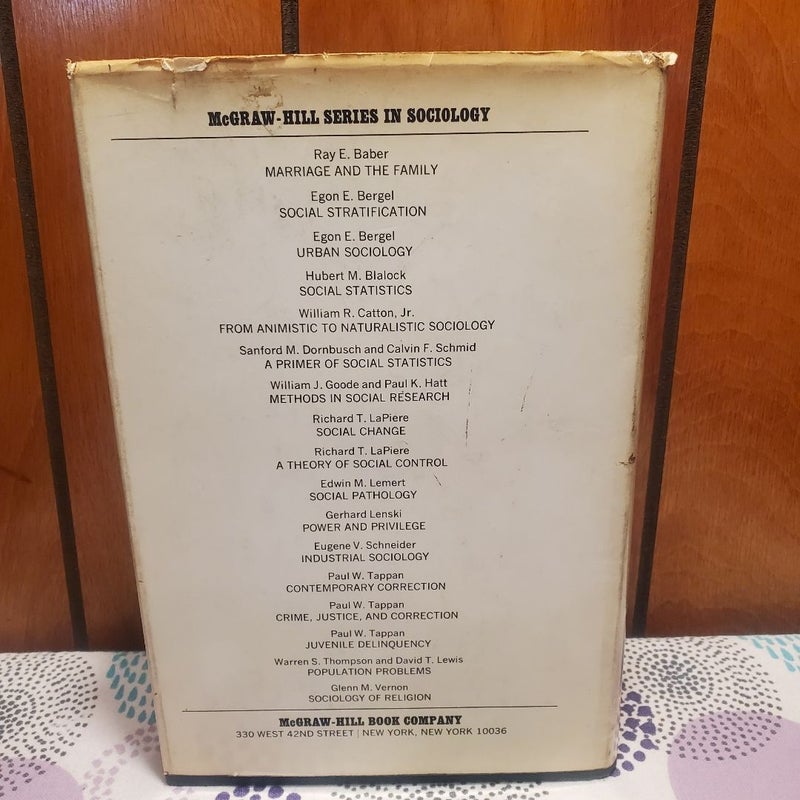 McGRAW-HILL SERIES IN SOCIOLOGY
Ray E. Baber
MARRIAGE AND THE FAMILY
Egon E. Bergel
SOCIAL STRATIFICATION
Egon E. Bergel
URBAN SOCIOLOGY
Hubert M. Blalock
SOCIAL STATISTICS
William R. Catton, Jr.
FROM ANIMISTIC TO NATURALISTIC SOCIOLOGY
Sanford M. Dornbusch and Calvin F. Schmid
A PRIMER OF SOCIAL STATISTICS
William J. Goode and Paul K. Hatt
METHODS IN SOCIAL RESEARCH
Richard T. LaPiere
SOCIAL CHANGE
Richard T. LaPiere
A THEORY OF SOCIAL CONTROL
Edwin M. Lemert
SOCIAL PATHOLOGY
Gerhard Lenski
POWER AND PRIVILEGE
Eugene V. Schneider
INDUSTRIAL SOCIOLOGY
Paul W. Tappan
CONTEMPORARY CORRECTION
Paul W. Tappan
CRIME, JUSTICE, AND CORRECTION
Paul W. Tappan
JUVENILE DELINQUENCY
Warren S. Thompson and David T. Lewis
POPULATION PROBLEMS
Glenn M. Vernon
SOCIOLOGY OF RELIGION
McGRAW-HILL BOOK COMPANY
330 WEST 42ND STREET | NEW YORK, NEW YORK 10036